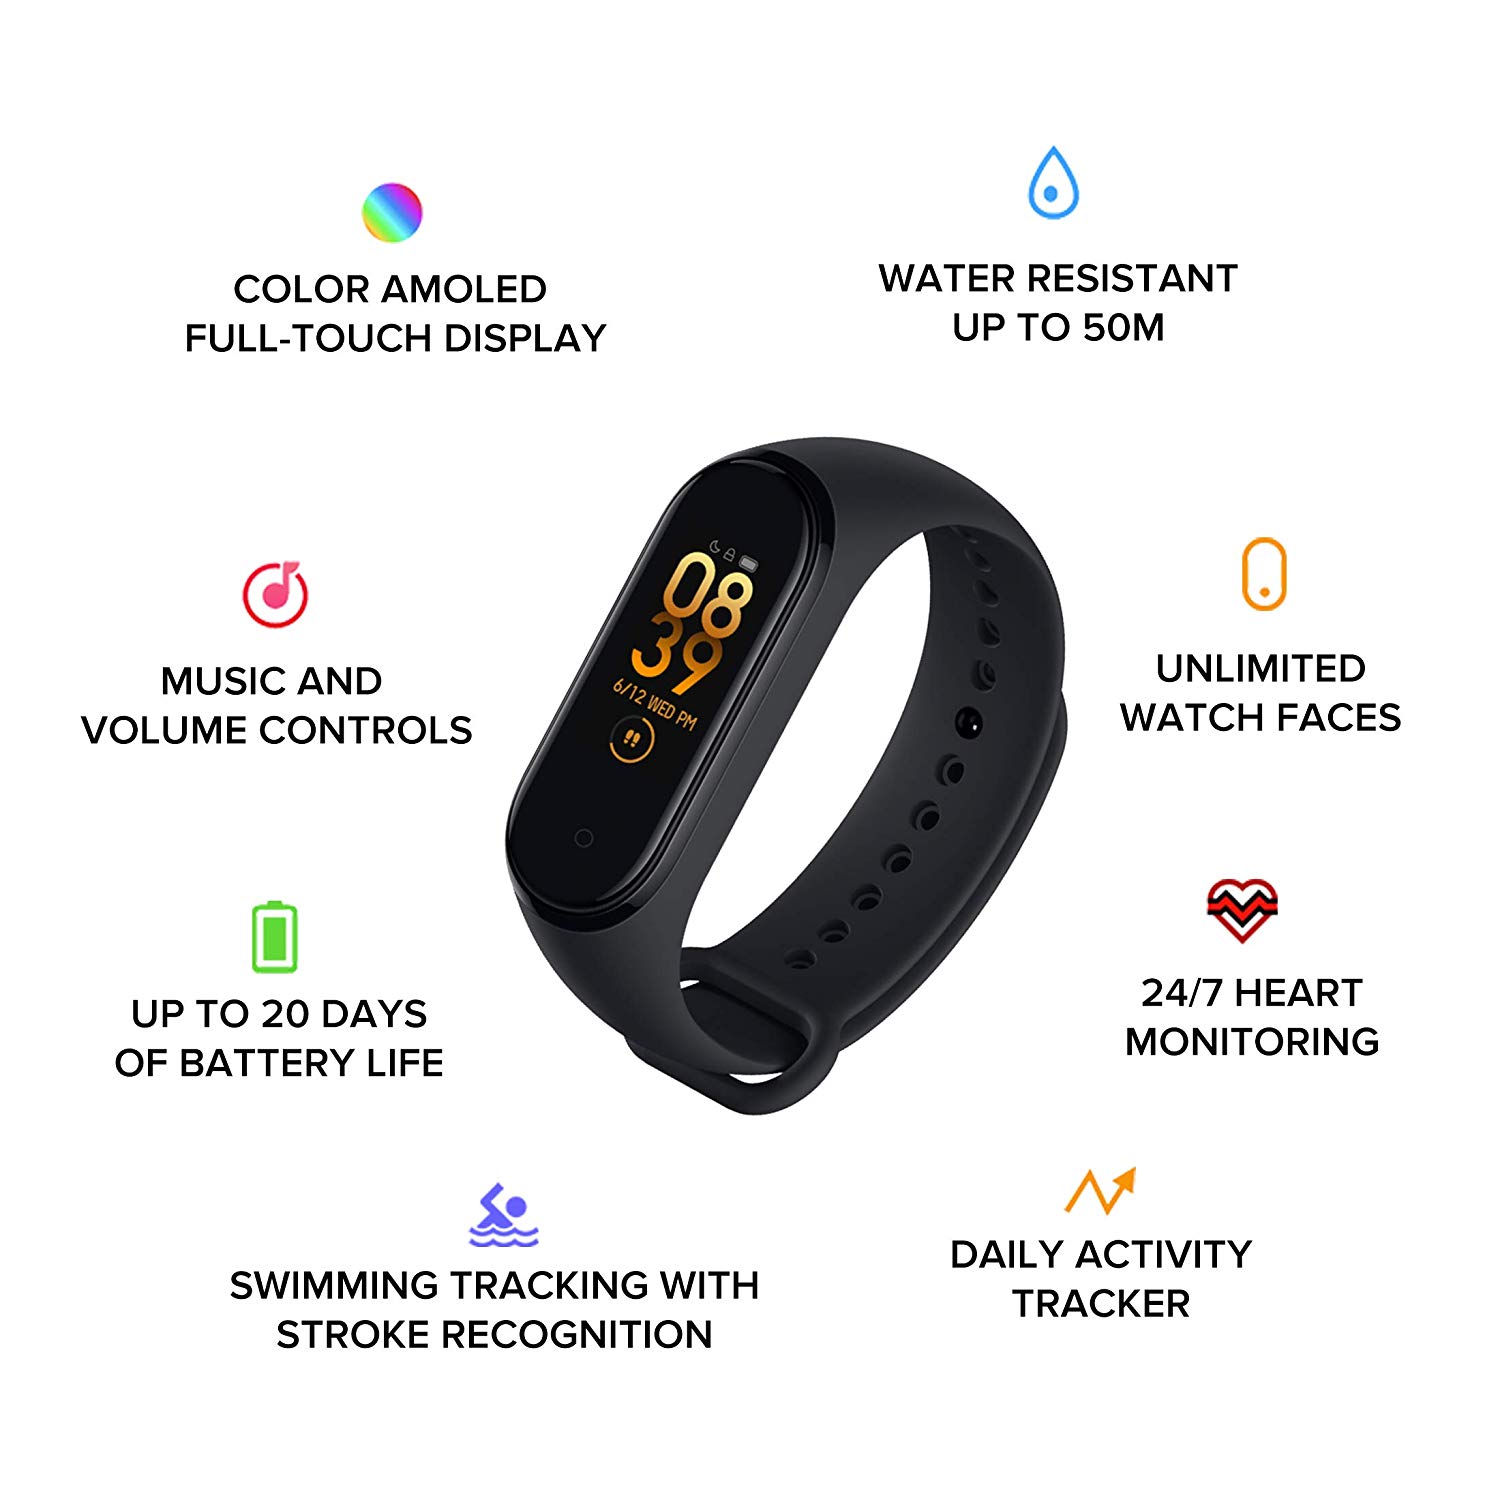 COLOR AMOLED
FULL-TOUCH DISPLAY
WATER RESISTANT
UP TO 50M
08
39
6/12 WED PM
MUSIC AND
VOLUME CONTROLS
UNLIMITED
WATCH FACES
UP TO 20 DAYS
OF BATTERY LIFE
24/7 HEART
MONITORING
SWIMMING TRACKING WITH
STROKE RECOGNITION
DAILY ACTIVITY
TRACKER